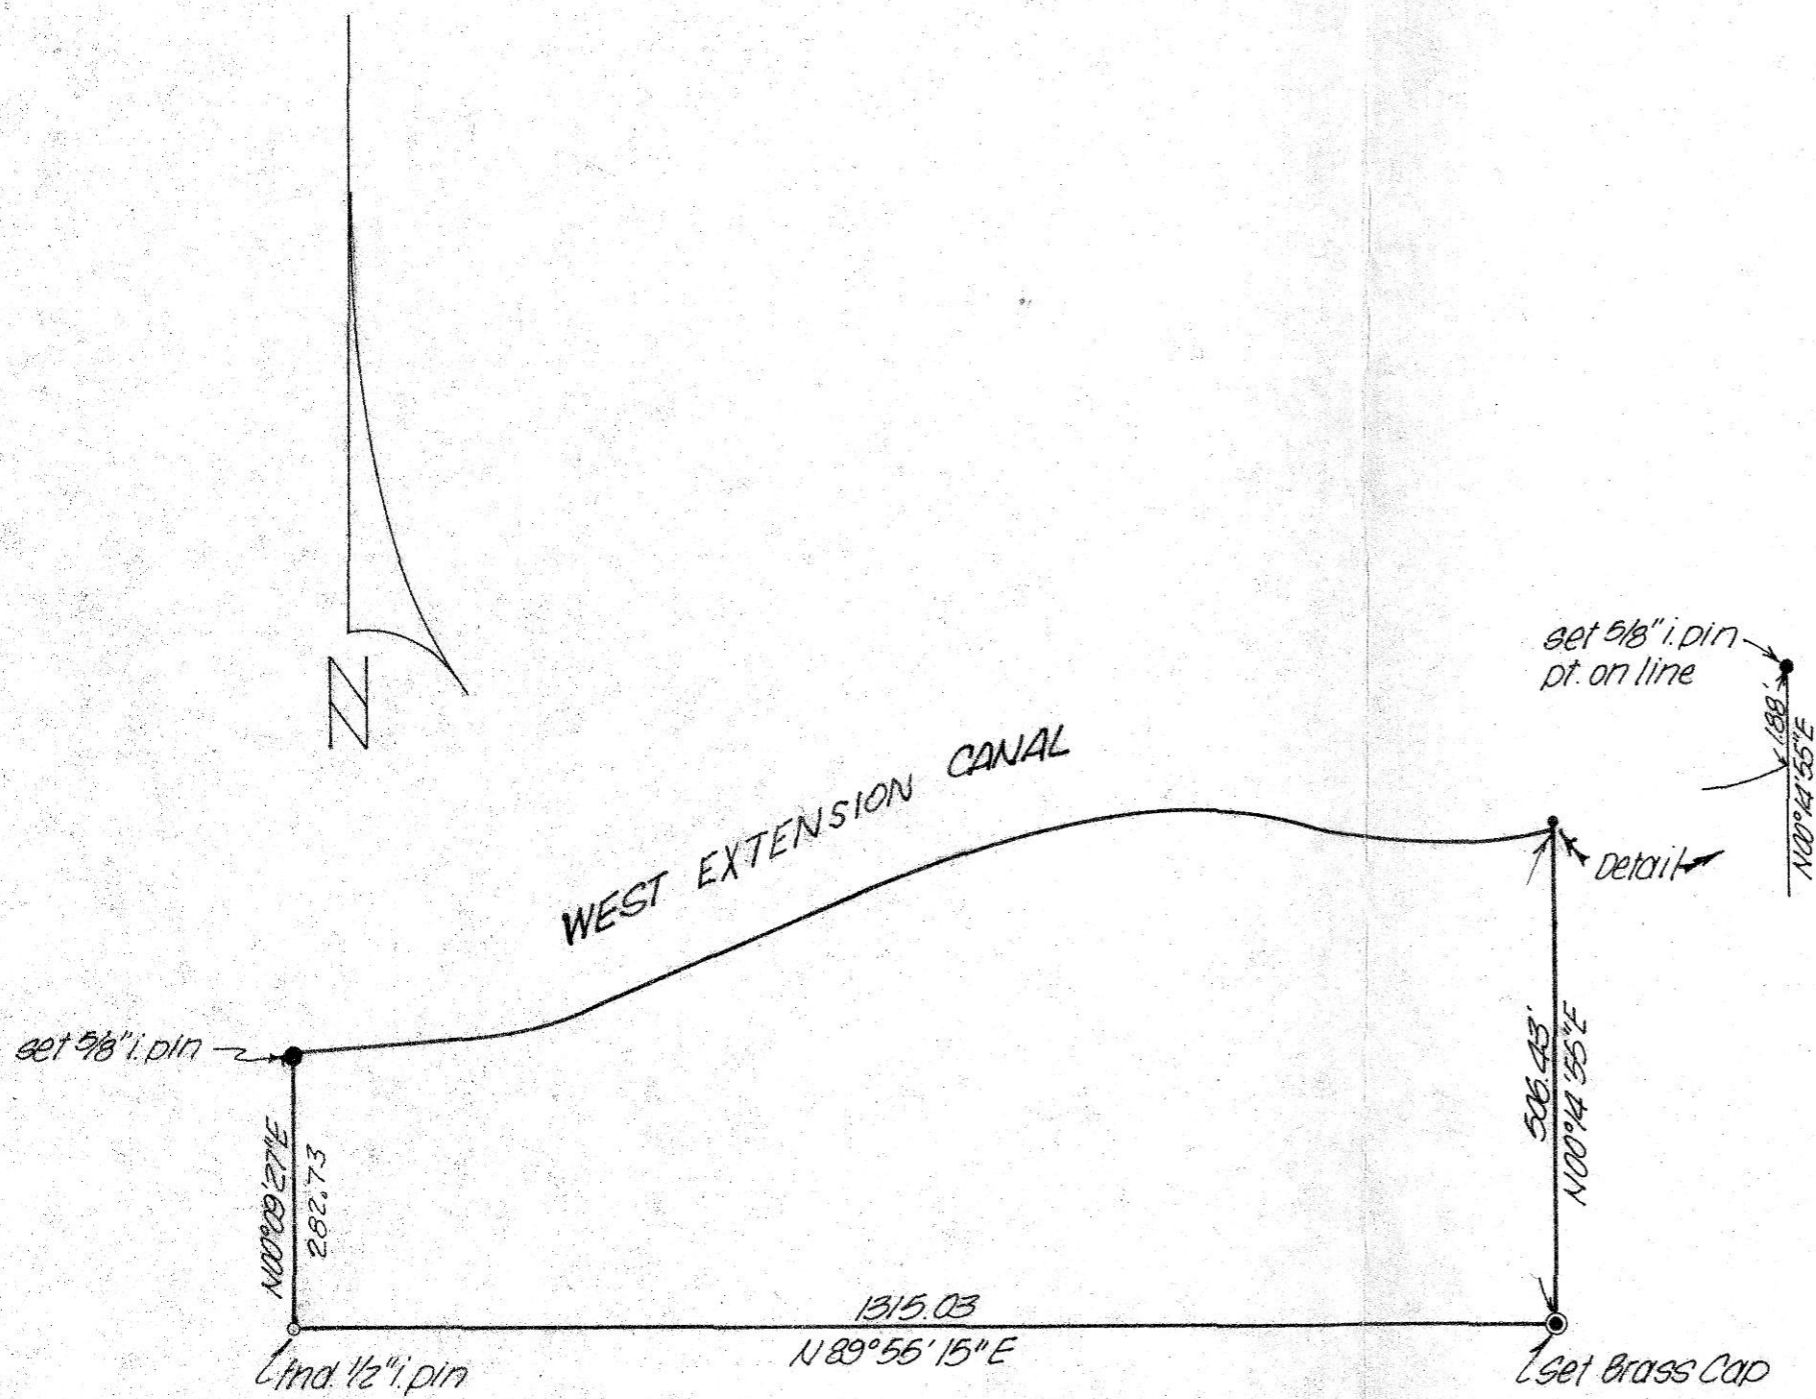 N
set 5/8" i.pin
pt. on line
1.88'
N00°14'55"E
WEST EXTENSION CANAL
Detail
set 5/8" i.pin
506.43'
N00°14'55"E
N00°09'27"E
282.73
1315.03
N89°55'15"E
fnd. 1/2" i.pin
set Brass Cap